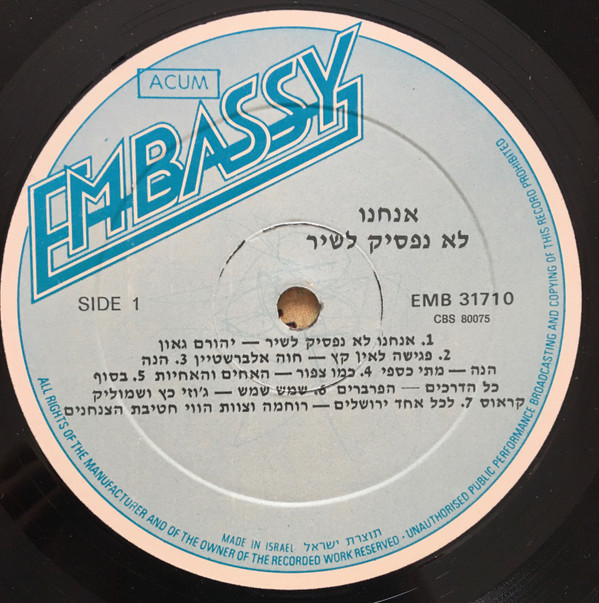 ACUM
EMBASSY
אנחנו
לא נפסיק לשיר
SIDE 1
EMB 31710
CBS 80075
1. אנחנו לא נפסיק לשיר — יהורם גאון
2. פגישה לאין קץ — חוה אלברשטיין 3. הנה
הנה — מתי כספי 4. כמו צפור — האחים והאחיות 5. בסוף
כל הדרכים — הפרברים 6. שמש שמש — ג'וזי כץ ושמוליק
קראוס 7. לכל אחד ירושלים — רוחמה וצוות הווי חטיבת הצנחנים
MADE IN ISRAEL תוצרת ישראל
ALL RIGHTS OF THE MANUFACTURER AND OF THE OWNER OF THE RECORDED WORK RESERVED - UNAUTHORISED PUBLIC PERFORMANCE BROADCASTING AND COPYING OF THIS RECORD PROHIBITED